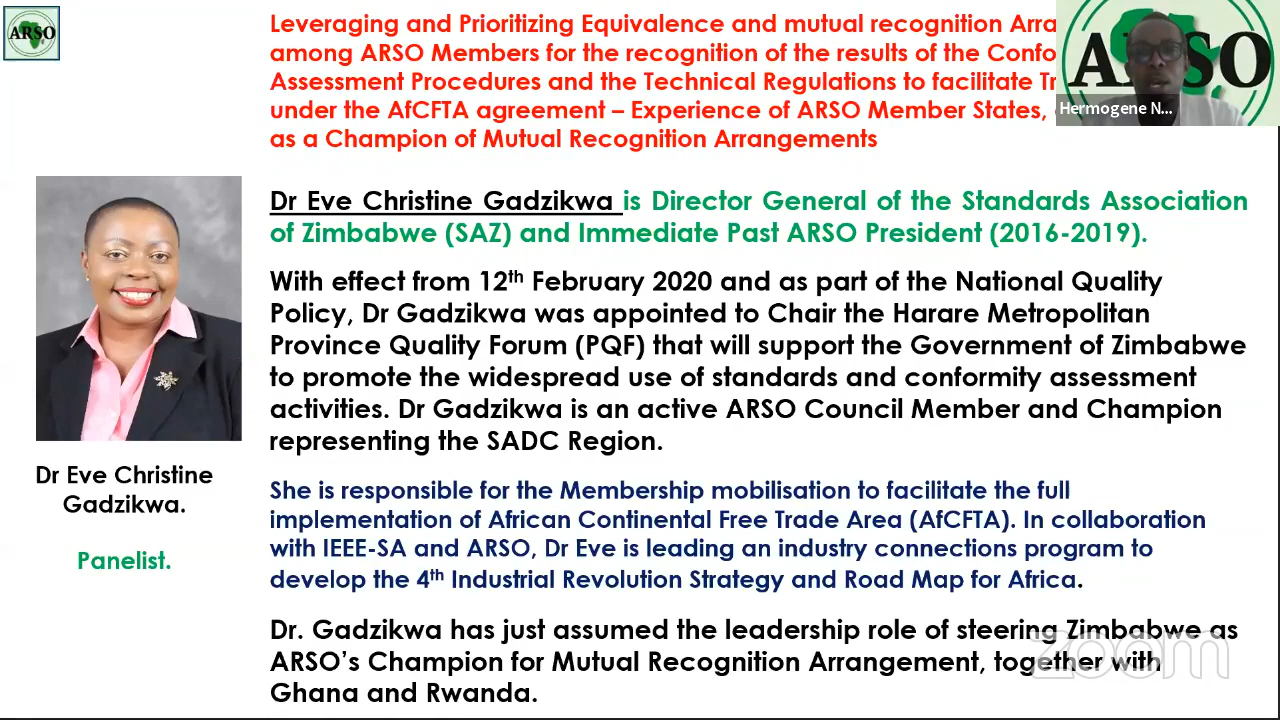 ARSO
Leveraging and Prioritizing Equivalence and mutual recognition
among ARSO Members for the recognition of the results of the
Assessment Procedures and the Technical Regulations to facilitate
under the AfCFTA agreement – Experience of ARSO Member States,
as a Champion of Mutual Recognition Arrangements
ARSO
Hermogene N...
Dr Eve Christine Gadzikwa is Director General of the Standards Association
of Zimbabwe (SAZ) and Immediate Past ARSO President (2016-2019).
With effect from 12th February 2020 and as part of the National Quality
Policy, Dr Gadzikwa was appointed to Chair the Harare Metropolitan
Province Quality Forum (PQF) that will support the Government of Zimbabwe
to promote the widespread use of standards and conformity assessment
activities. Dr Gadzikwa is an active ARSO Council Member and Champion
representing the SADC Region.
Dr Eve Christine
Gadzikwa.
Panelist.
She is responsible for the Membership mobilisation to facilitate the full
implementation of African Continental Free Trade Area (AfCFTA). In collaboration
with IEEE-SA and ARSO, Dr Eve is leading an industry connections program to
develop the 4th Industrial Revolution Strategy and Road Map for Africa.
Dr. Gadzikwa has just assumed the leadership role of steering Zimbabwe as
ARSO's Champion for Mutual Recognition Arrangement, together with
Ghana and Rwanda.
zoom